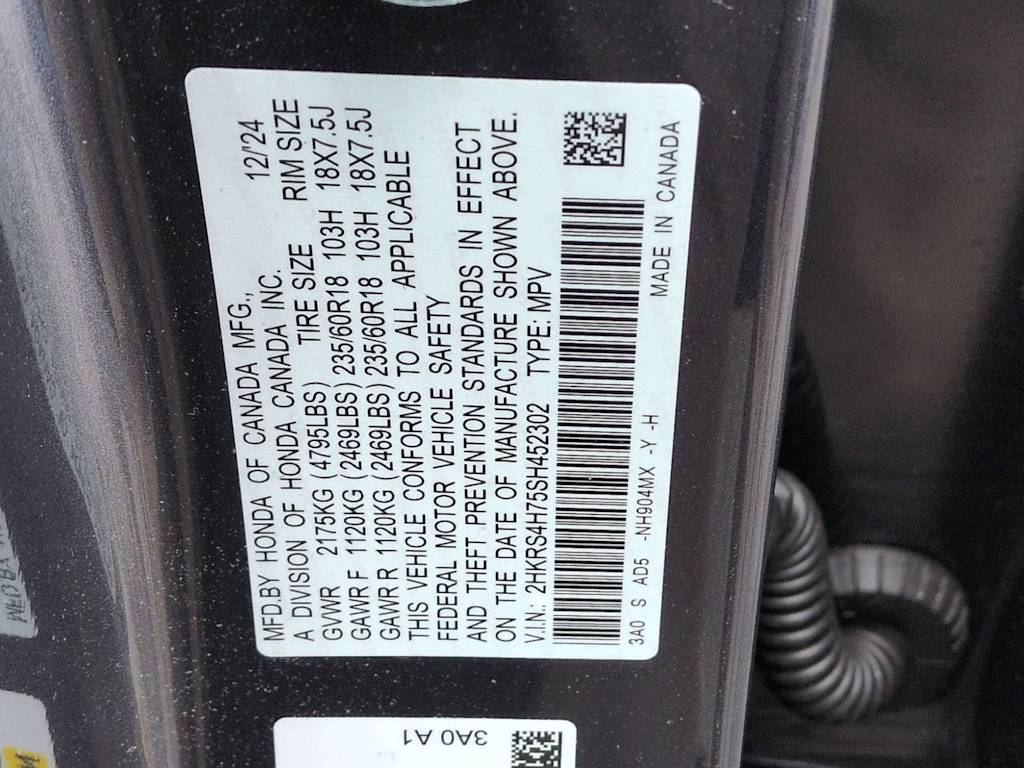 MFD.BY HONDA OF CANADA MFG., 12/'24
A DIVISION OF HONDA CANADA INC.
TIRE SIZE RIM SIZE
GVWR 2175KG (4795LBS)
GAWR F 1120KG (2469LBS) 235/60R18 103H 18X7.5J
GAWR R 1120KG (2469LBS) 235/60R18 103H 18X7.5J
THIS VEHICLE CONFORMS TO ALL APPLICABLE
FEDERAL MOTOR VEHICLE SAFETY
AND THEFT PREVENTION STANDARDS IN EFFECT
ON THE DATE OF MANUFACTURE SHOWN ABOVE.
V.IN.: 2HKRS4H75SH452302 TYPE: MPV
3A0 S AD5 -NH904MX -Y -H MADE IN CANADA
3A0 A1